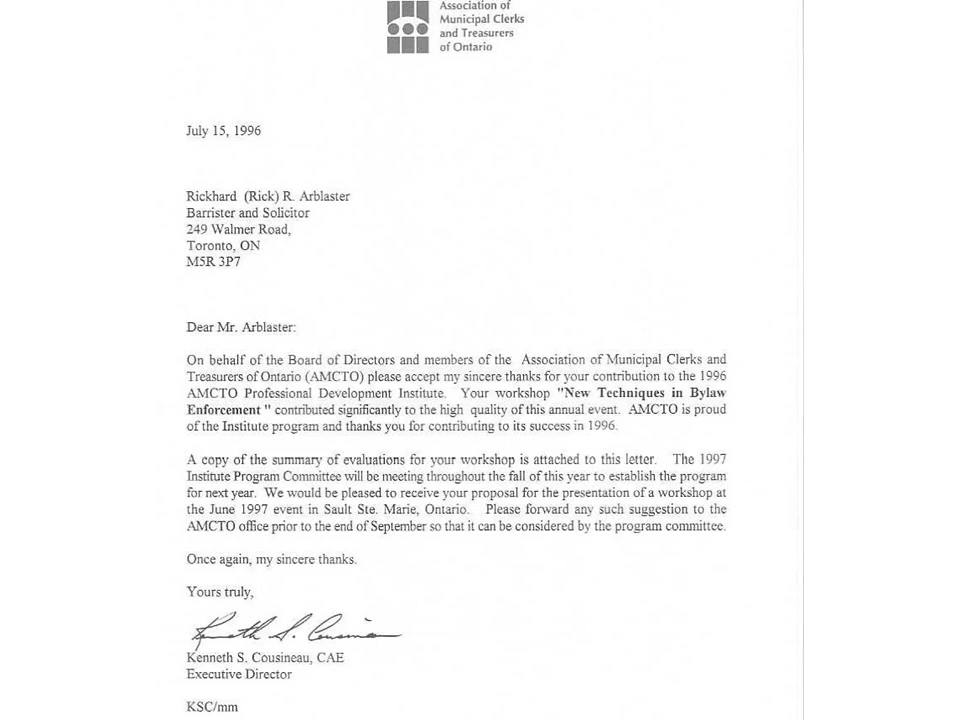 Association of
Municipal Clerks
and Treasurers
of Ontario
July 15, 1996
Rickhard (Rick) R. Arblaster
Barrister and Solicitor
249 Walmer Road,
Toronto, ON
M5R 3P7
Dear Mr. Arblaster:
On behalf of the Board of Directors and members of the Association of Municipal Clerks and
Treasurers of Ontario (AMCTO) please accept my sincere thanks for your contribution to the 1996
AMCTO Professional Development Institute. Your workshop "New Techniques in Bylaw
Enforcement " contributed significantly to the high quality of this annual event. AMCTO is proud
of the Institute program and thanks you for contributing to its success in 1996.
A copy of the summary of evaluations for your workshop is attached to this letter. The 1997
Institute Program Committee will be meeting throughout the fall of this year to establish the program
for next year. We would be pleased to receive your proposal for the presentation of a workshop at
the June 1997 event in Sault Ste. Marie, Ontario. Please forward any such suggestion to the
AMCTO office prior to the end of September so that it can be considered by the program committee.
Once again, my sincere thanks.
Yours truly,
Kenneth S. Cousineau
Kenneth S. Cousineau, CAE
Executive Director
KSC/mm